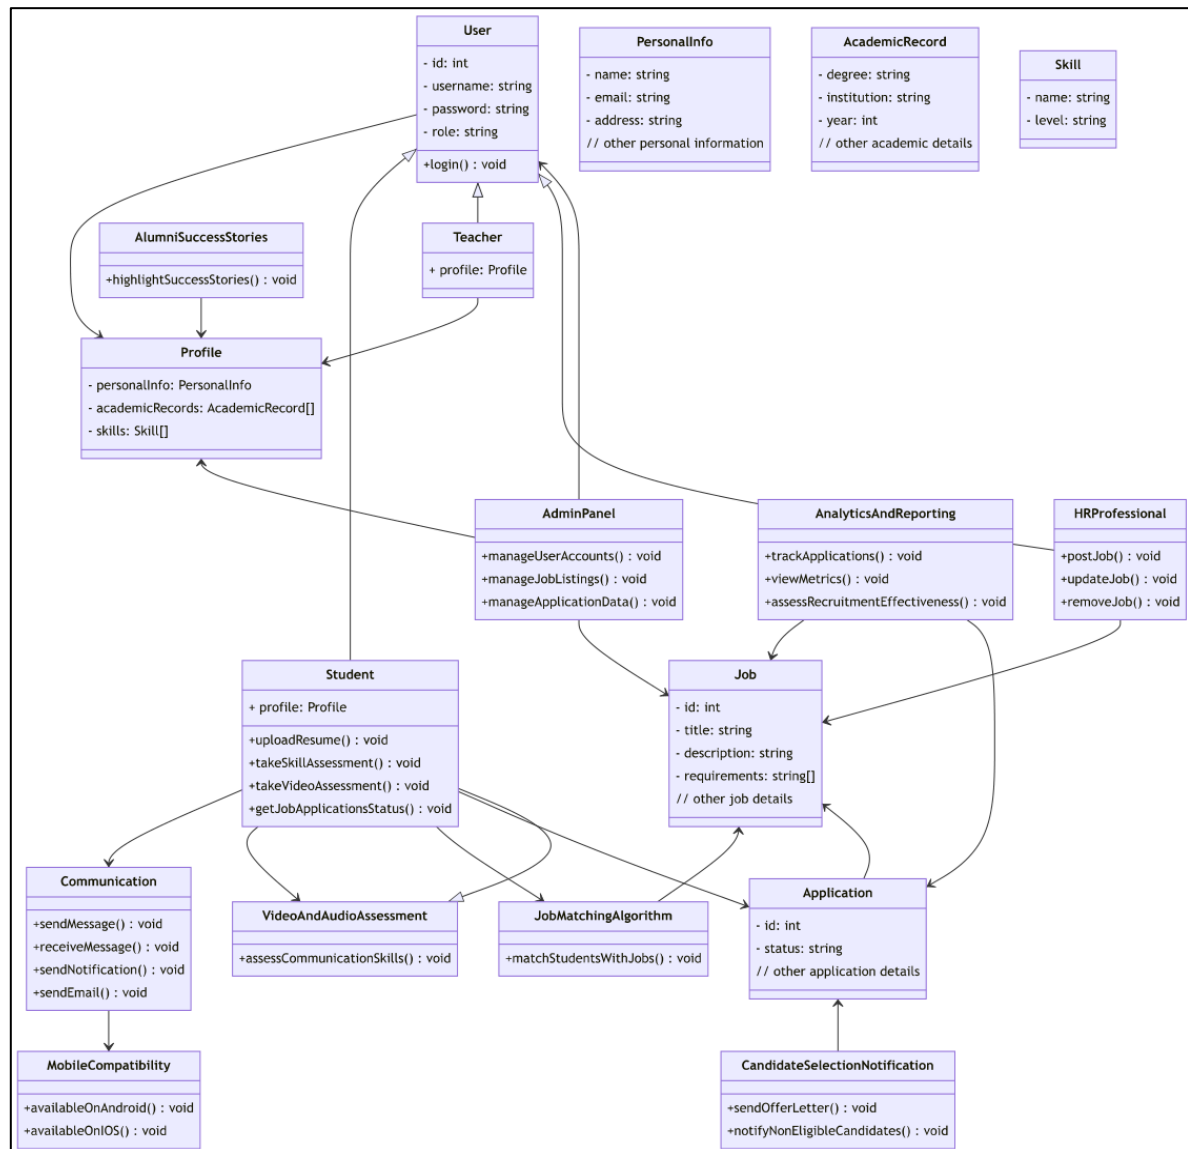 User
- id: int
- username: string
- password: string
- role: string
+login() : void
PersonalInfo
- name: string
- email: string
- address: string
// other personal information
AcademicRecord
- degree: string
- institution: string
- year: int
// other academic details
Skill
- name: string
- level: string
AlumniSuccessStories
+highlightSuccessStories() : void
Teacher
+ profile: Profile
Profile
- personalInfo: PersonalInfo
- academicRecords: AcademicRecord[]
- skills: Skill[]
AdminPanel
+manageUserAccounts() : void
+manageJobListings() : void
+manageApplicationData() : void
AnalyticsAndReporting
+trackApplications() : void
+viewMetrics() : void
+assessRecruitmentEffectiveness() : void
HRProfessional
+postJob() : void
+updateJob() : void
+removeJob() : void
Student
+ profile: Profile
+uploadResume() : void
+takeSkillAssessment() : void
+takeVideoAssessment() : void
+getJobApplicationsStatus() : void
Job
- id: int
- title: string
- description: string
- requirements: string[]
// other job details
Communication
+sendMessage() : void
+receiveMessage() : void
+sendNotification() : void
+sendEmail() : void
VideoAndAudioAssessment
+assessCommunicationSkills() : void
JobMatchingAlgorithm
+matchStudentsWithJobs() : void
Application
- id: int
- status: string
// other application details
MobileCompatibility
+availableOnAndroid() : void
+availableOnIOS() : void
CandidateSelectionNotification
+sendOfferLetter() : void
+notifyNonEligibleCandidates() : void